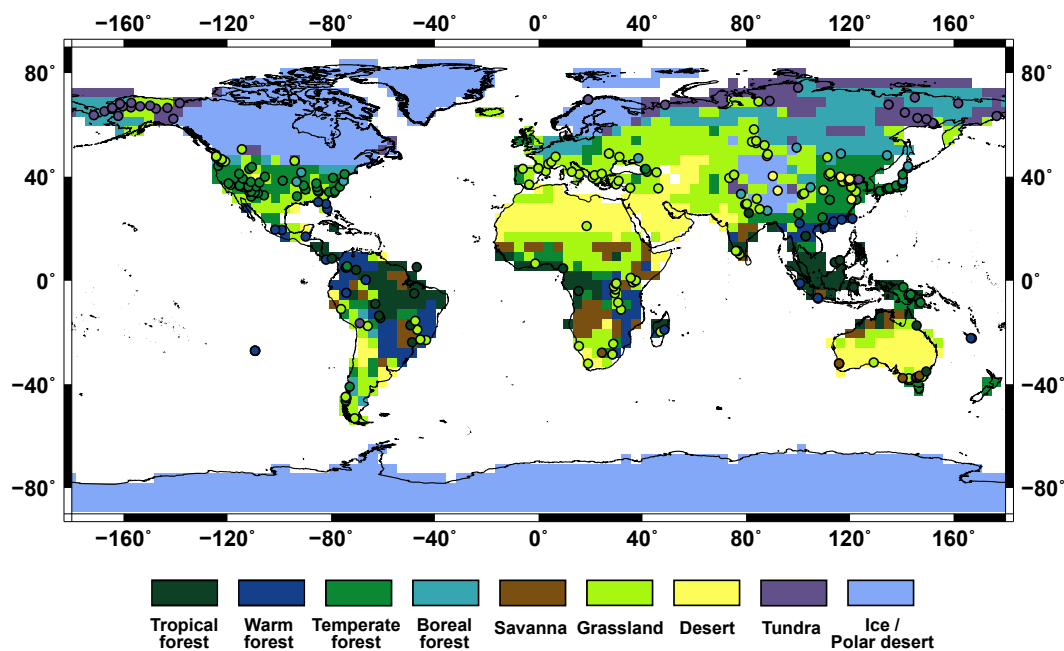 −160˚ −120˚ −80˚ −40˚ 0˚ 40˚ 80˚ 120˚ 160˚
80˚ 80˚
40˚ 40˚
0˚ 0˚
−40˚ −40˚
−80˚ −80˚
−160˚ −120˚ −80˚ −40˚ 0˚ 40˚ 80˚ 120˚ 160˚
Tropical forest
Warm forest
Temperate forest
Boreal forest
Savanna
Grassland
Desert
Tundra
Ice / Polar desert